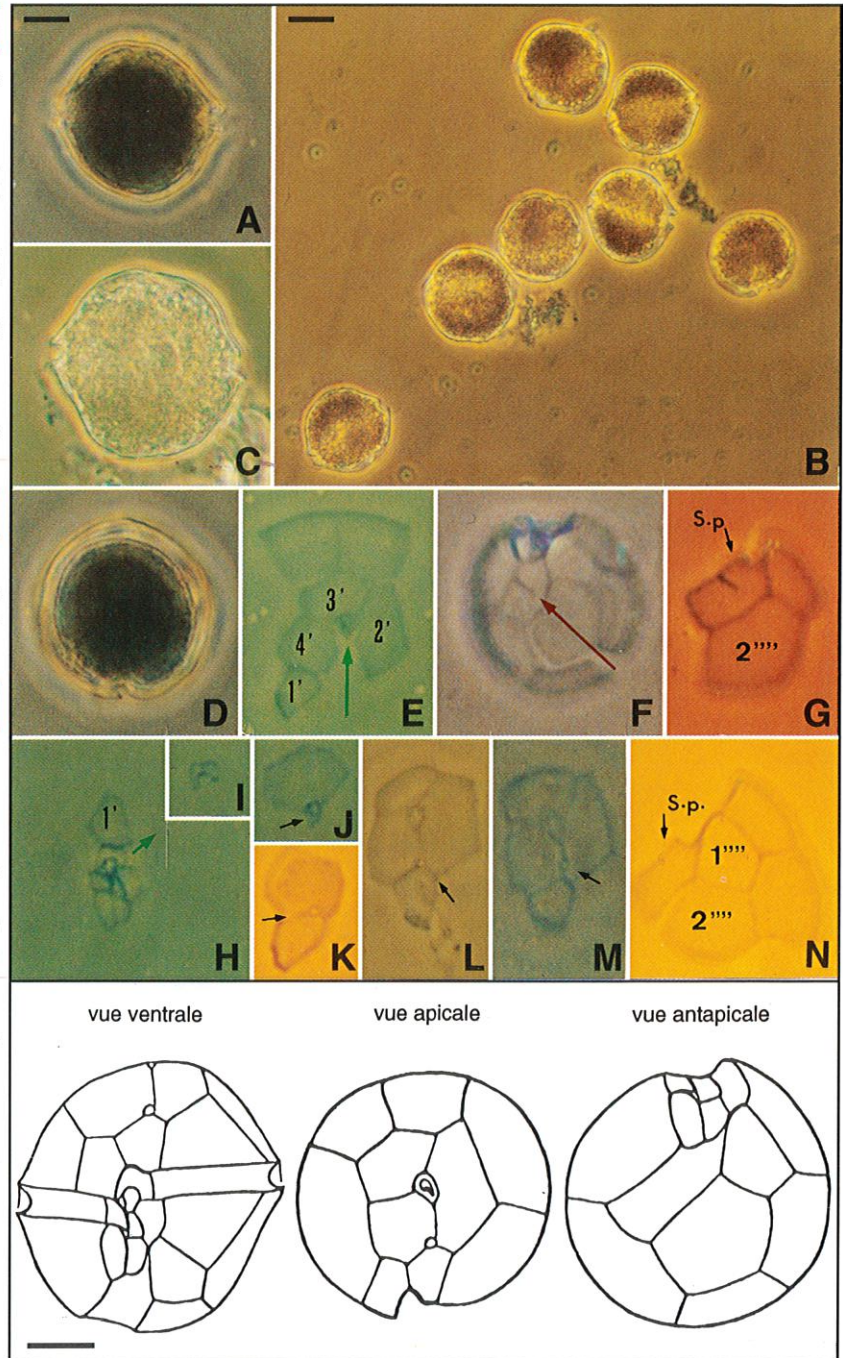 A
B
C
D
3'
4'
2'
1'
E
F
S.p
2''''
G
1'
H
I
J
K
L
M
S.p.
1''''
2''''
N
vue ventrale
vue apicale
vue antapicale